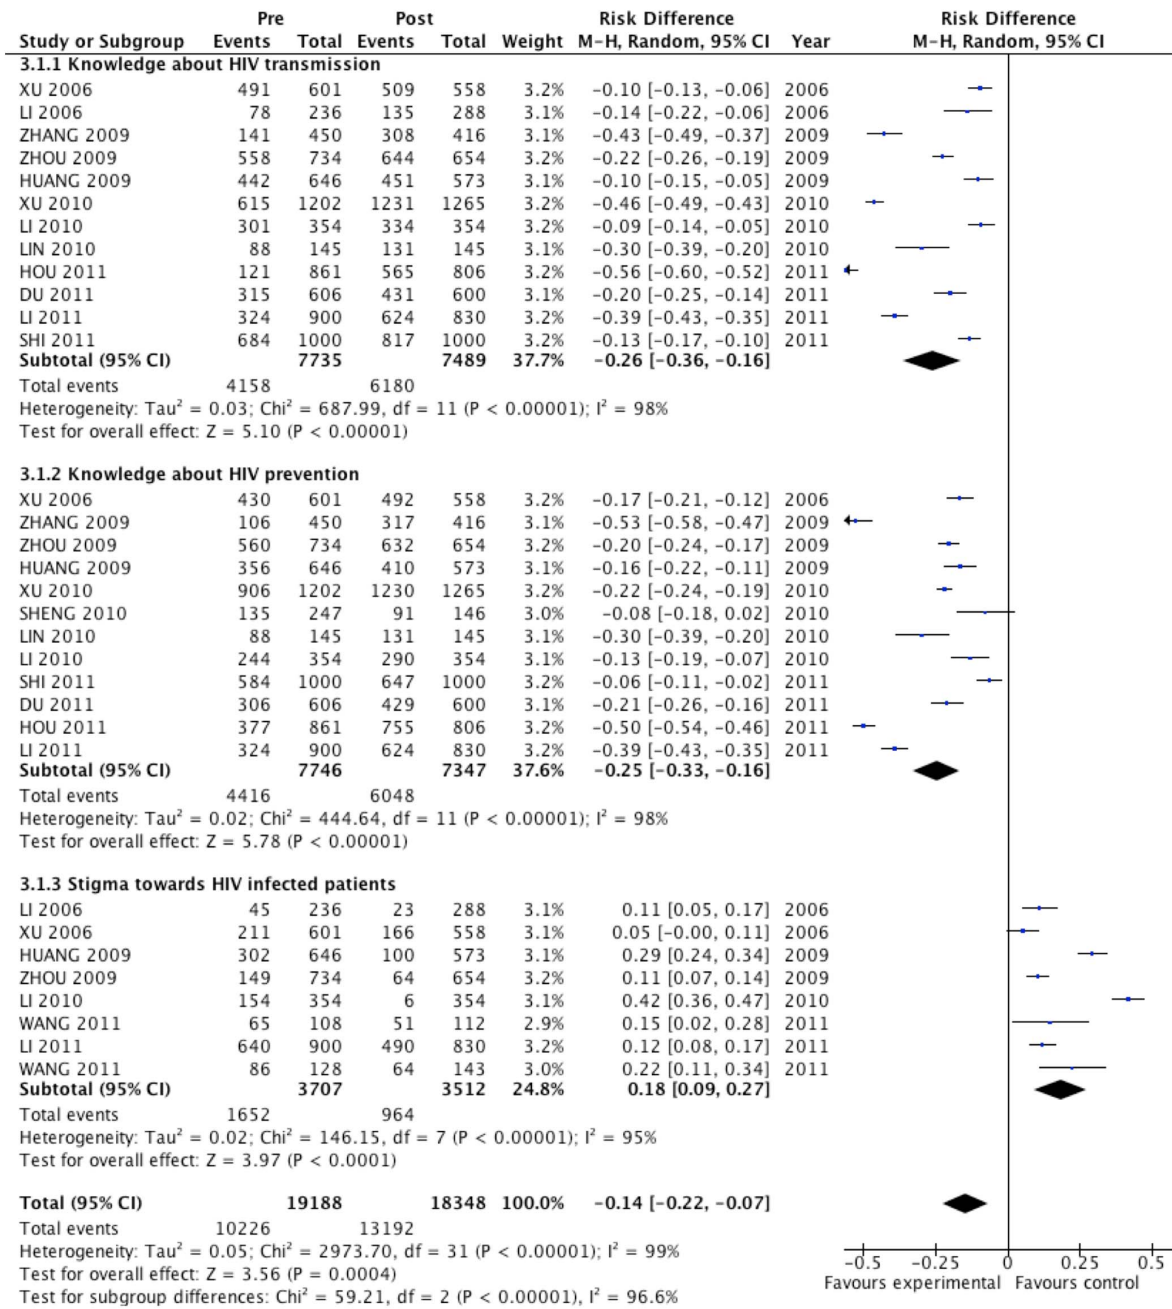 Pre Post Risk Difference Risk Difference
Study or Subgroup Events Total Events Total Weight M-H, Random, 95% CI Year M-H, Random, 95% CI
3.1.1 Knowledge about HIV transmission
XU 2006 491 601 509 558 3.2% -0.10 [-0.13, -0.06] 2006
LI 2006 78 236 135 288 3.1% -0.14 [-0.22, -0.06] 2006
ZHANG 2009 141 450 308 416 3.1% -0.43 [-0.49, -0.37] 2009
ZHOU 2009 558 734 644 654 3.2% -0.22 [-0.26, -0.19] 2009
HUANG 2009 442 646 451 573 3.1% -0.10 [-0.15, -0.05] 2009
XU 2010 615 1202 1231 1265 3.2% -0.46 [-0.49, -0.43] 2010
LI 2010 301 354 334 354 3.2% -0.09 [-0.14, -0.05] 2010
LIN 2010 88 145 131 145 3.0% -0.30 [-0.39, -0.20] 2010
HOU 2011 121 861 565 806 3.2% -0.56 [-0.60, -0.52] 2011
DU 2011 315 606 431 600 3.1% -0.20 [-0.25, -0.14] 2011
LI 2011 324 900 624 830 3.2% -0.39 [-0.43, -0.35] 2011
SHI 2011 684 1000 817 1000 3.2% -0.13 [-0.17, -0.10] 2011
Subtotal (95% CI) 7735 7489 37.7% -0.26 [-0.36, -0.16]
Total events 4158 6180
Heterogeneity: Tau² = 0.03; Chi² = 687.99, df = 11 (P < 0.00001); I² = 98%
Test for overall effect: Z = 5.10 (P < 0.00001)
3.1.2 Knowledge about HIV prevention
XU 2006 430 601 492 558 3.2% -0.17 [-0.21, -0.12] 2006
ZHANG 2009 106 450 317 416 3.1% -0.53 [-0.58, -0.47] 2009
ZHOU 2009 560 734 632 654 3.2% -0.20 [-0.24, -0.17] 2009
HUANG 2009 356 646 410 573 3.1% -0.16 [-0.22, -0.11] 2009
XU 2010 906 1202 1230 1265 3.2% -0.22 [-0.24, -0.19] 2010
SHENG 2010 135 247 91 146 3.0% -0.08 [-0.18, 0.02] 2010
LIN 2010 88 145 131 145 3.0% -0.30 [-0.39, -0.20] 2010
LI 2010 244 354 290 354 3.1% -0.13 [-0.19, -0.07] 2010
SHI 2011 584 1000 647 1000 3.2% -0.06 [-0.11, -0.02] 2011
DU 2011 306 606 429 600 3.1% -0.21 [-0.26, -0.16] 2011
HOU 2011 377 861 755 806 3.2% -0.50 [-0.54, -0.46] 2011
LI 2011 324 900 624 830 3.2% -0.39 [-0.43, -0.35] 2011
Subtotal (95% CI) 7746 7347 37.6% -0.25 [-0.33, -0.16]
Total events 4416 6048
Heterogeneity: Tau² = 0.02; Chi² = 444.64, df = 11 (P < 0.00001); I² = 98%
Test for overall effect: Z = 5.78 (P < 0.00001)
3.1.3 Stigma towards HIV infected patients
LI 2006 45 236 23 288 3.1% 0.11 [0.05, 0.17] 2006
XU 2006 211 601 166 558 3.1% 0.05 [-0.00, 0.11] 2006
HUANG 2009 302 646 100 573 3.1% 0.29 [0.24, 0.34] 2009
ZHOU 2009 149 734 64 654 3.2% 0.11 [0.07, 0.14] 2009
LI 2010 154 354 6 354 3.1% 0.42 [0.36, 0.47] 2010
WANG 2011 65 108 51 112 2.9% 0.15 [0.02, 0.28] 2011
LI 2011 640 900 490 830 3.2% 0.12 [0.08, 0.17] 2011
WANG 2011 86 128 64 143 3.0% 0.22 [0.11, 0.34] 2011
Subtotal (95% CI) 3707 3512 24.8% 0.18 [0.09, 0.27]
Total events 1652 964
Heterogeneity: Tau² = 0.02; Chi² = 146.15, df = 7 (P < 0.00001); I² = 95%
Test for overall effect: Z = 3.97 (P < 0.0001)
Total (95% CI) 19188 18348 100.0% -0.14 [-0.22, -0.07]
Total events 10226 13192
Heterogeneity: Tau² = 0.05; Chi² = 2973.70, df = 31 (P < 0.00001); I² = 99%
Test for overall effect: Z = 3.56 (P = 0.0004)
Test for subgroup differences: Chi² = 59.21, df = 2 (P < 0.00001), I² = 96.6%
-0.5 -0.25 0 0.25 0.5
Favours experimental Favours control